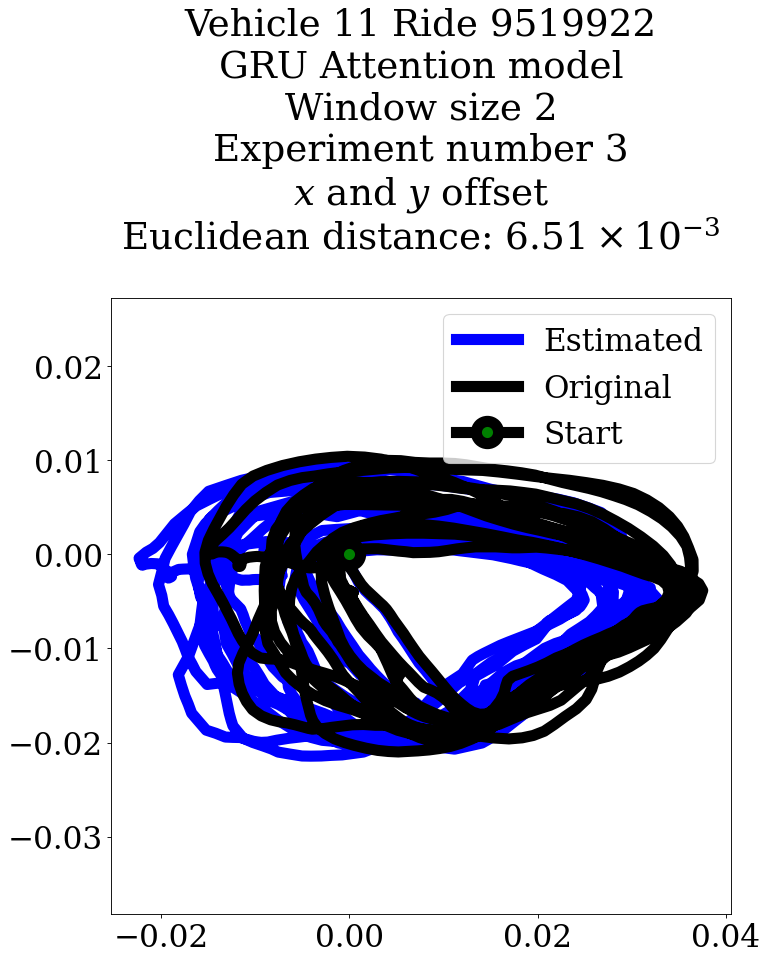 Vehicle 11 Ride 9519922
GRU Attention model
Window size 2
Experiment number 3
x and y offset
Euclidean distance: 6.51 × 10⁻³
Estimated
Original
Start
0.02
0.01
0.00
−0.01
−0.02
−0.03
−0.02
0.00
0.02
0.04